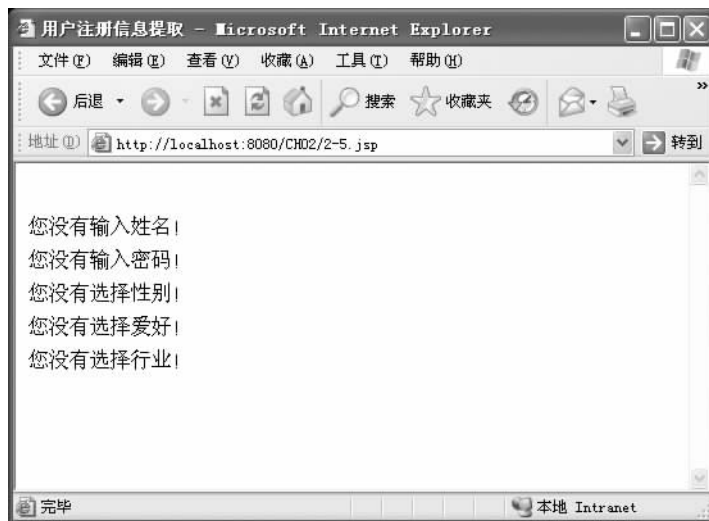 用户注册信息提取 - Microsoft Internet Explorer
文件(F) 编辑(E) 查看(V) 收藏(A) 工具(T) 帮助(H)
后退 搜索 收藏夹 »
地址(D) http://localhost:8080/CH02/2-5.jsp 转到
您没有输入姓名!
您没有输入密码!
您没有选择性别!
您没有选择爱好!
您没有选择行业!
完毕 本地 Intranet